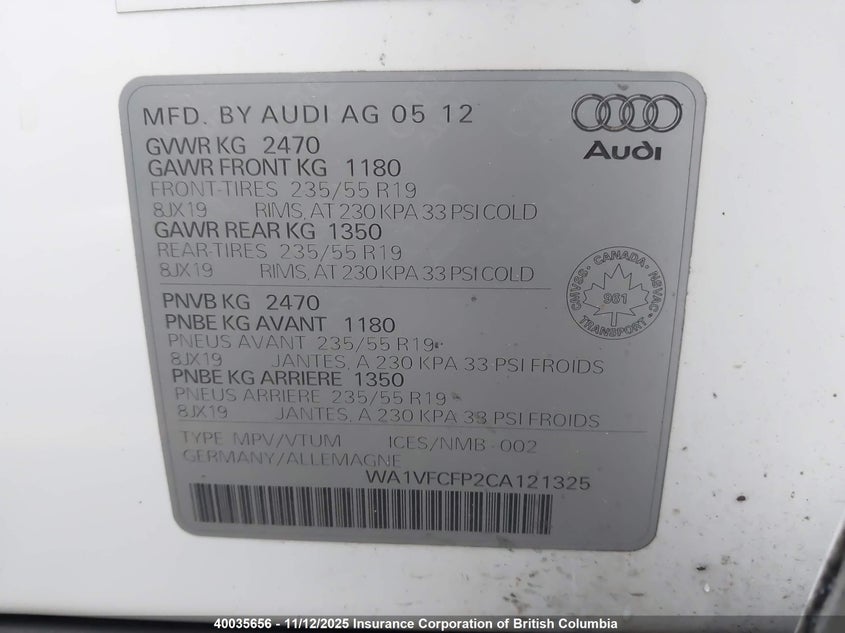 MFD. BY AUDI AG 05 12
Audi
GVWR KG 2470
GAWR FRONT KG 1180
FRONT-TIRES 235/55 R19
8JX19 RIMS, AT 230 KPA 33 PSI COLD
GAWR REAR KG 1350
REAR-TIRES 235/55 R19
8JX19 RIMS, AT 230 KPA 33 PSI COLD
CMVSS · CANADA · NSVAC
961
TRANSPORT
PNVB KG 2470
PNBE KG AVANT 1180
PNEUS AVANT 235/55 R19
8JX19 JANTES, A 230 KPA 33 PSI FROIDS
PNBE KG ARRIERE 1350
PNEUS ARRIERE 235/55 R19
8JX19 JANTES, A 230 KPA 33 PSI FROIDS
TYPE MPV/VTUM ICES/NMB-002
GERMANY/ALLEMAGNE
WA1VFCFP2CA121325
40035656 - 11/12/2025 Insurance Corporation of British Columbia